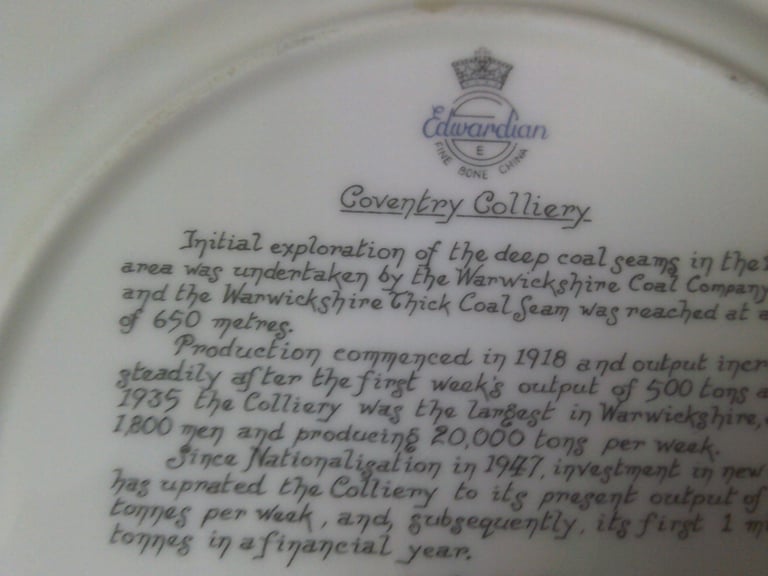 Edwardian
E
FINE BONE CHINA
Coventry Colliery
Initial exploration of the deep coal seams in the
area was undertaken by the Warwickshire Coal Company
and the Warwickshire Thick Coal Seam was reached at a
of 650 metres.
Production commenced in 1918 and output incr
steadily after the first week's output of 500 tons a
1935 the Colliery was the largest in Warwickshire,
1,800 men and producing 20,000 tons per week.
Since Nationalisation in 1947, investment in new
has uprated the Colliery to its present output of
tonnes per week, and, subsequently, its first 1 mi
tonnes in a financial year.